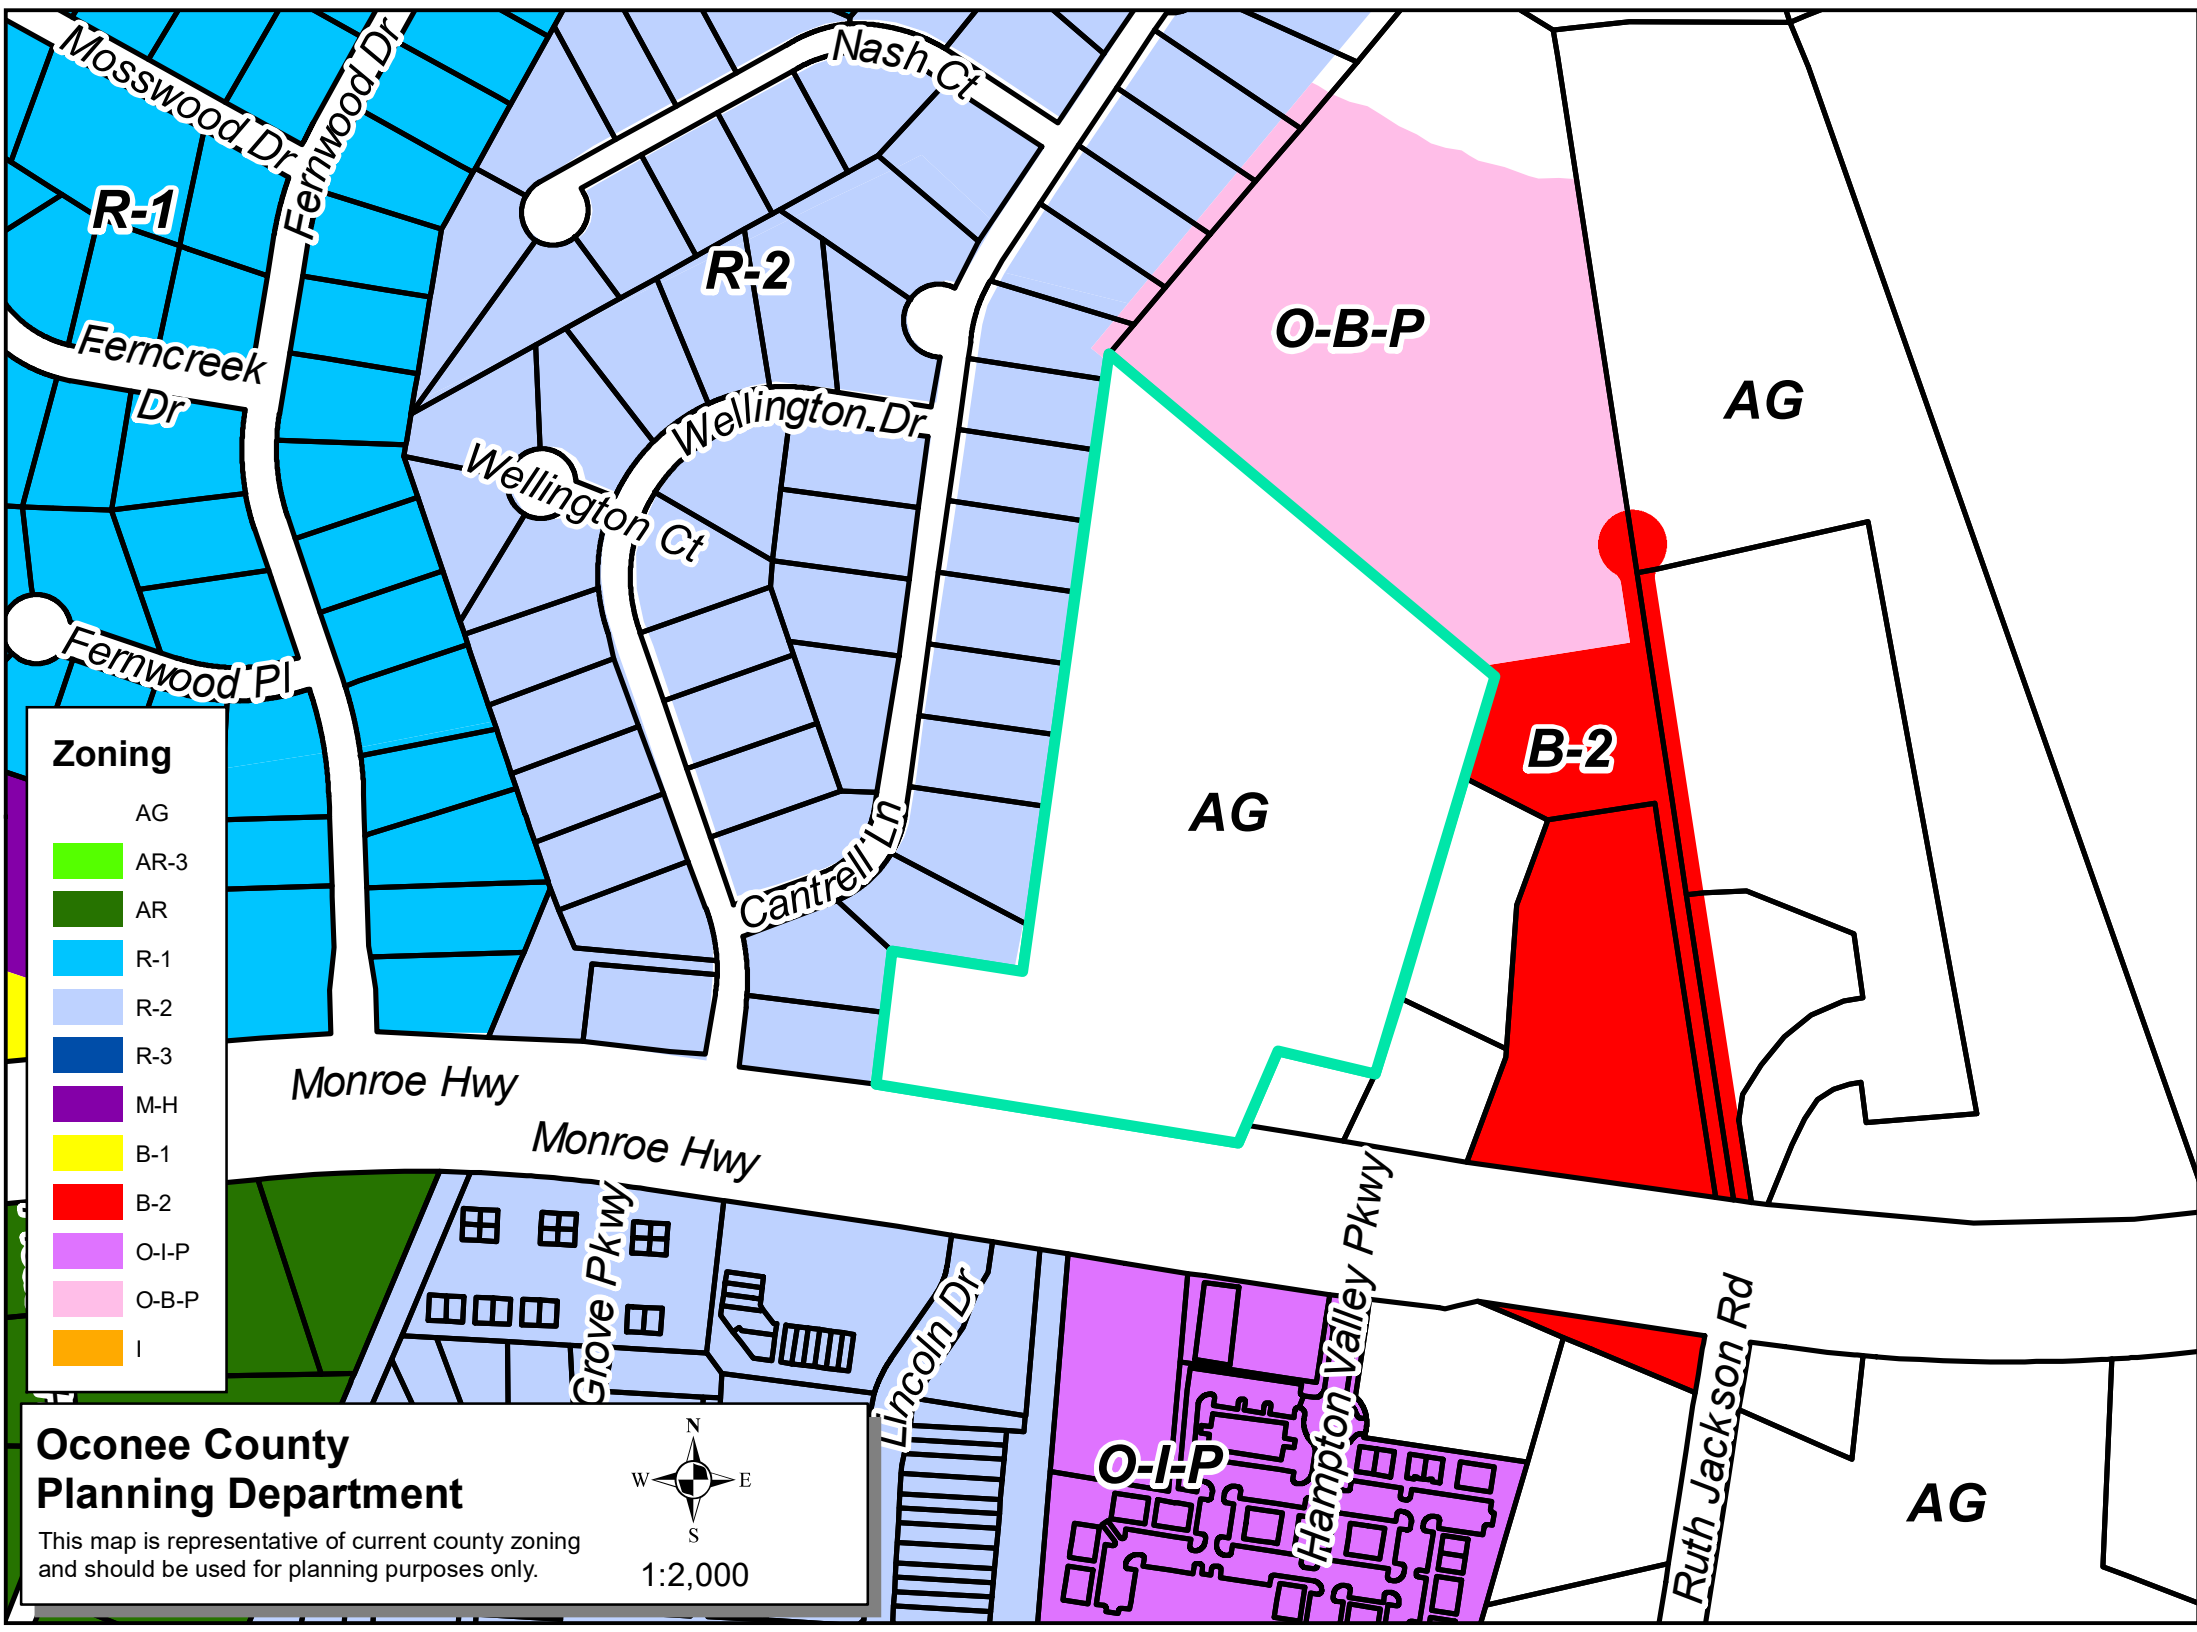 Mosswood Dr
Fernwood Dr
Nash Ct
R-1
R-2
O-B-P
Ferncreek
Dr
AG
Wellington Dr
Wellington Ct
Fernwood Pl
B-2
AG
Cantrell Ln
Zoning
AG
AR-3
AR
R-1
R-2
R-3
M-H
B-1
B-2
O-I-P
O-B-P
I
Monroe Hwy
Monroe Hwy
Grove Pkwy
Lincoln Dr
Hampton Valley Pkwy
Ruth Jackson Rd
O-I-P
AG
Oconee County
Planning Department
This map is representative of current county zoning
and should be used for planning purposes only.
N
W E
S
1:2,000